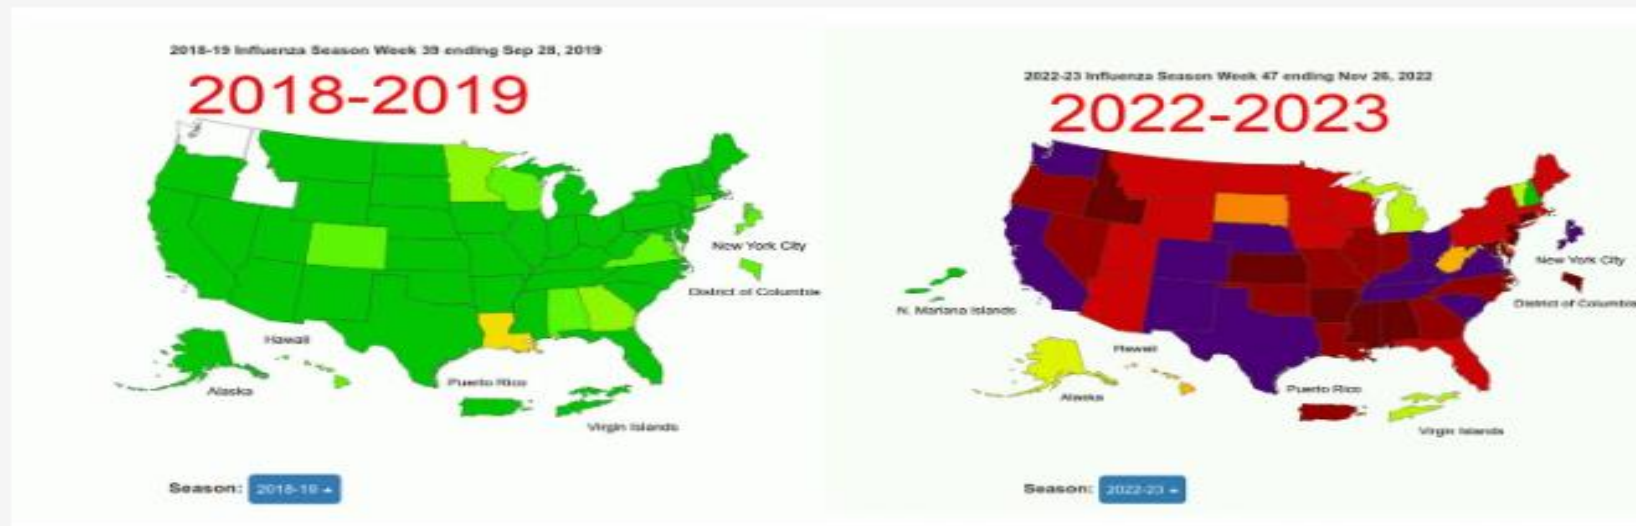 2018-19 Influenza Season Week 39 ending Sep 28, 2019
2018-2019
New York City
District of Columbia
Hawaii
Alaska
Puerto Rico
Virgin Islands
Season: 2018-19
2022-23 Influenza Season Week 47 ending Nov 26, 2022
2022-2023
New York City
District of Columbia
N. Mariana Islands
Hawaii
Alaska
Puerto Rico
Virgin Islands
Season: 2022-23